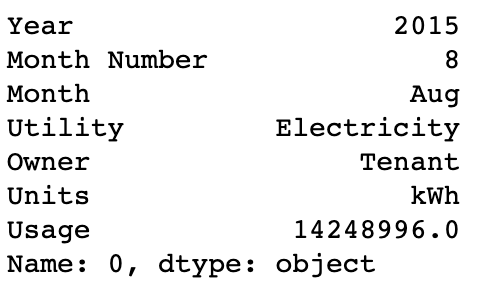 Year                       2015
Month Number                  8
Month                       Aug
Utility             Electricity
Owner                    Tenant
Units                       kWh
Usage                14248996.0
Name: 0, dtype: object